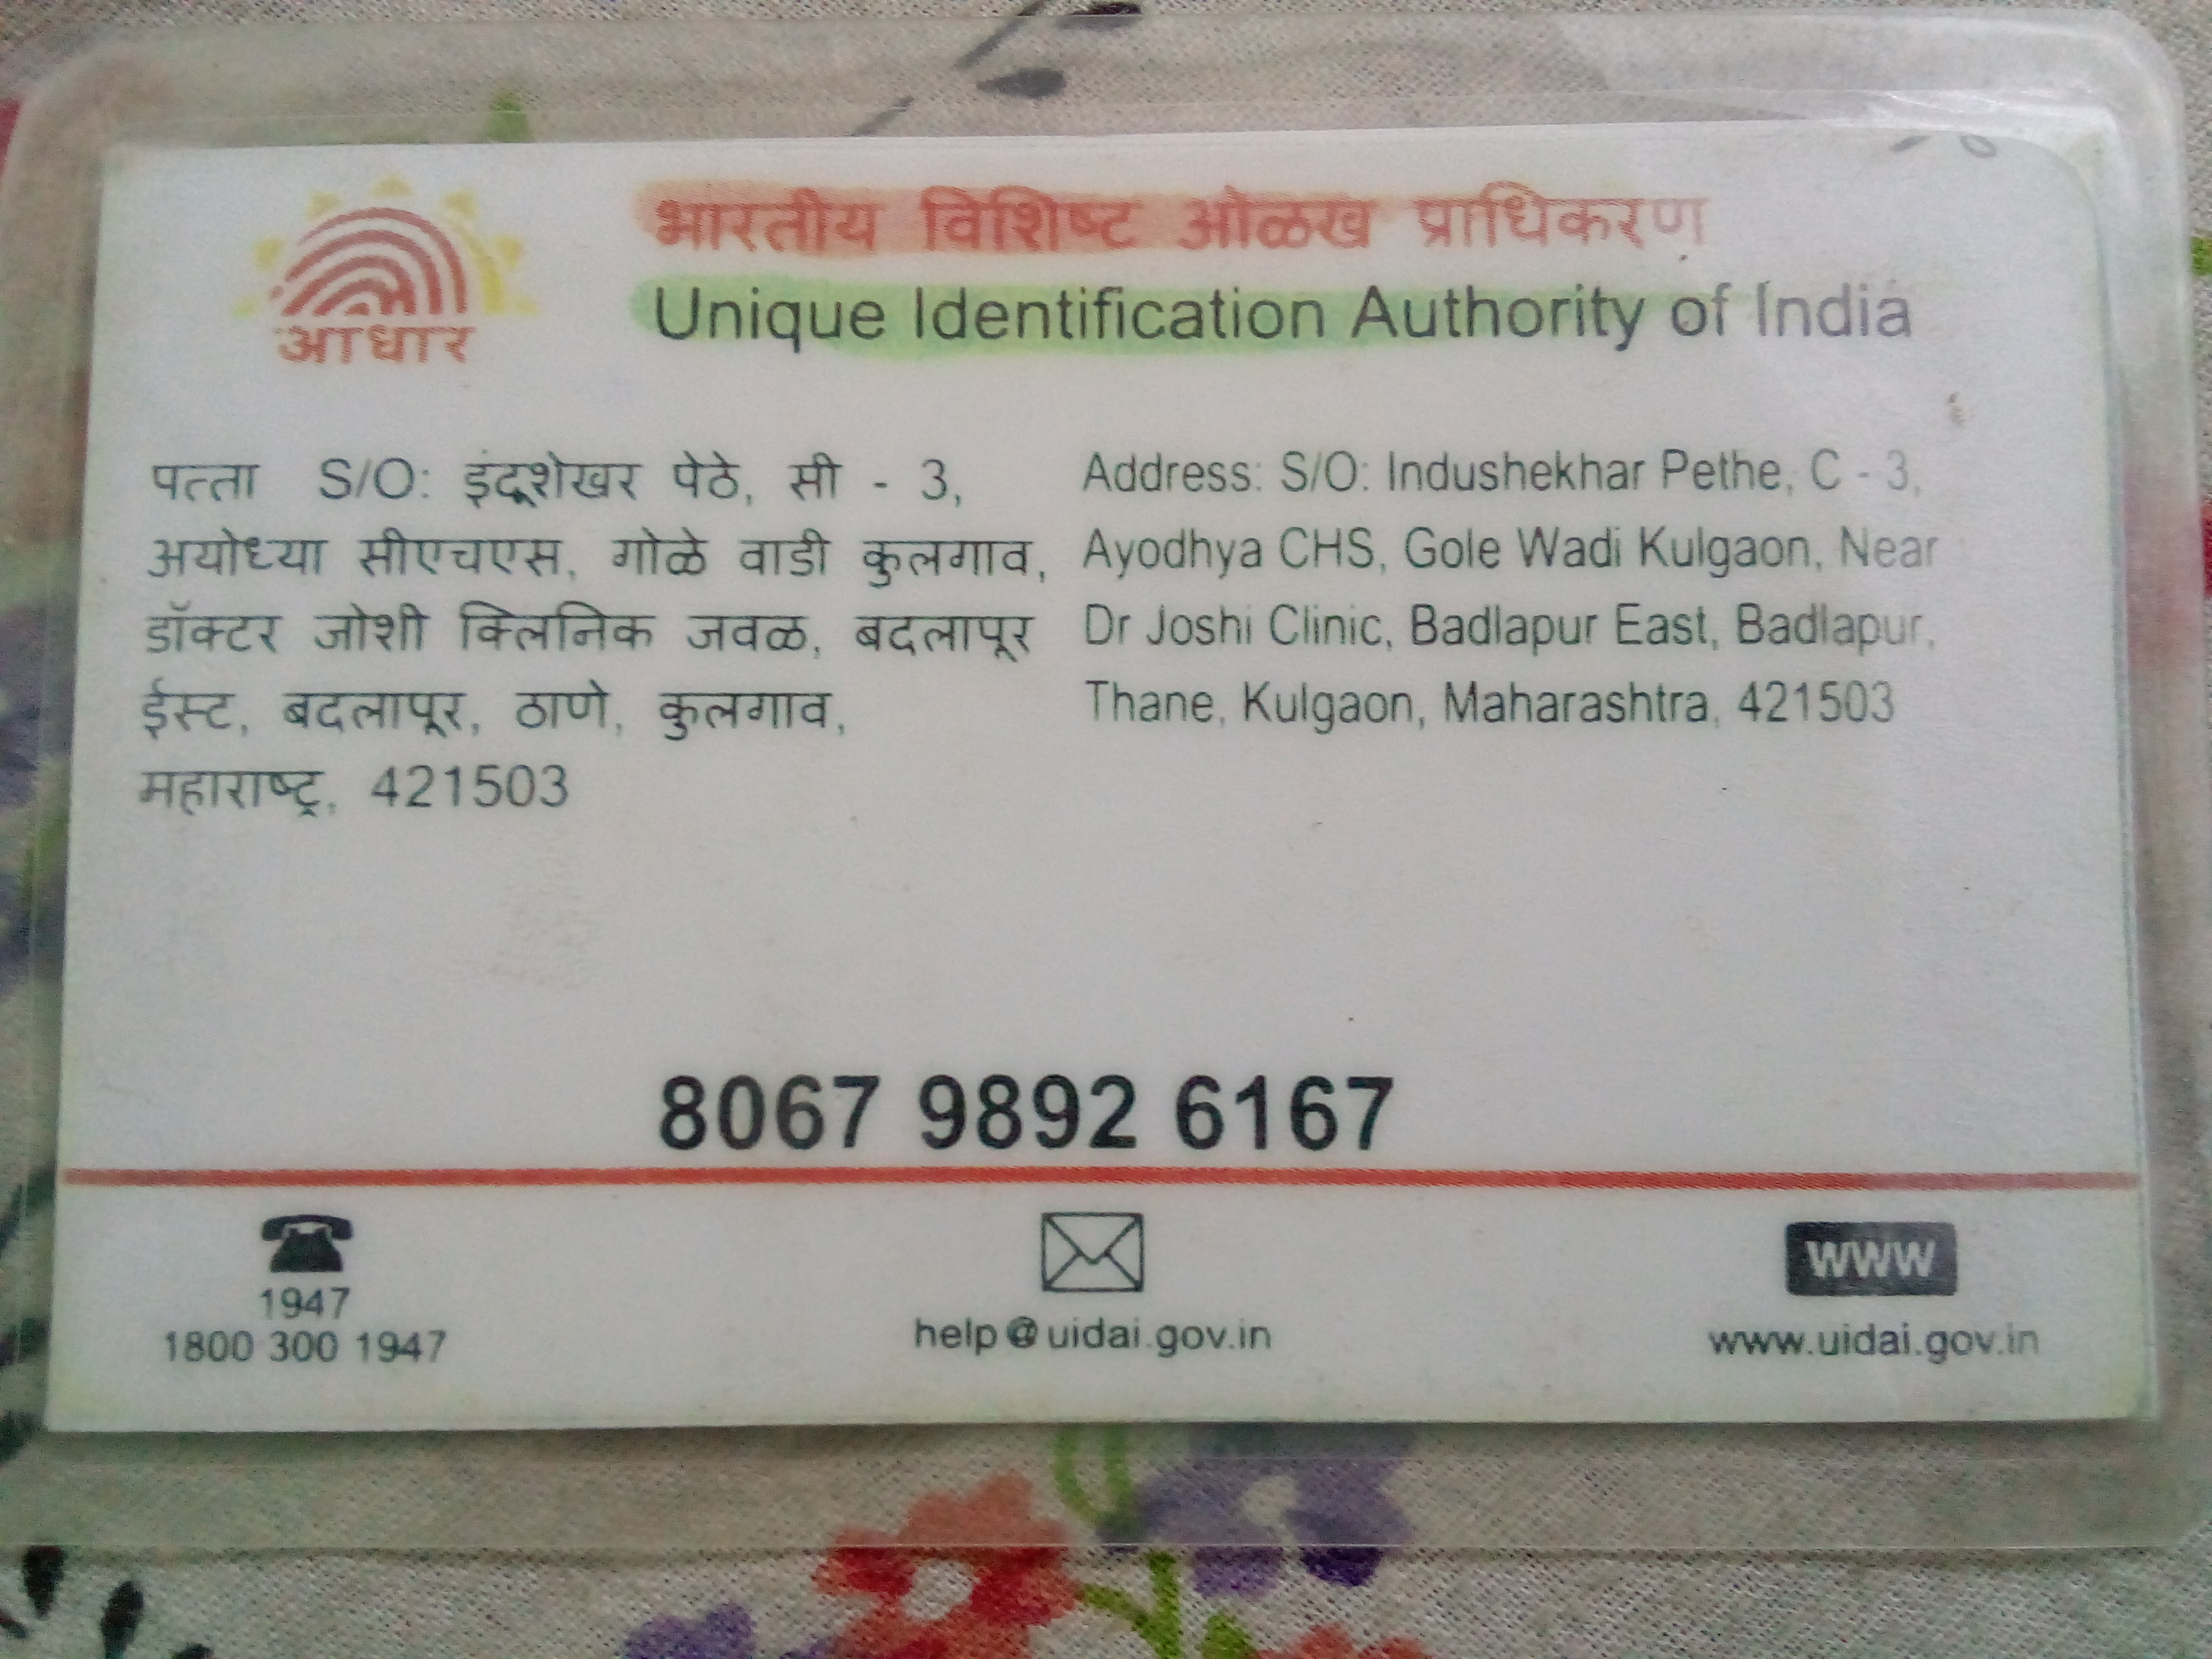 आधार
भारतीय विशिष्ट ओळख प्राधिकरण
Unique Identification Authority of India
पत्ता S/O: इंदूशेखर पेठे, सी - 3,
अयोध्या सीएचएस, गोळे वाडी कुलगाव,
डॉक्टर जोशी क्लिनिक जवळ, बदलापूर
ईस्ट, बदलापूर, ठाणे, कुलगाव,
महाराष्ट्र, 421503
Address: S/O: Indushekhar Pethe, C - 3,
Ayodhya CHS, Gole Wadi Kulgaon, Near
Dr Joshi Clinic, Badlapur East, Badlapur,
Thane, Kulgaon, Maharashtra, 421503
8067 9892 6167
1947
1800 300 1947
help@uidai.gov.in
www
www.uidai.gov.in